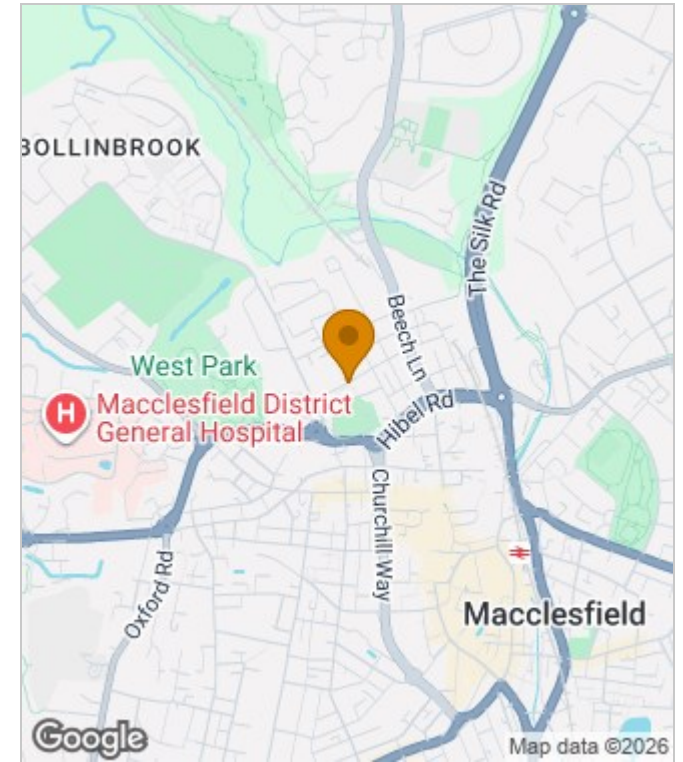 BOLLINBROOK
The Silk Rd
Beech Ln
West Park
H
Macclesfield District
General Hospital
Hibel Rd
Churchill Way
Oxford Rd
Macclesfield
Google
Map data ©2026